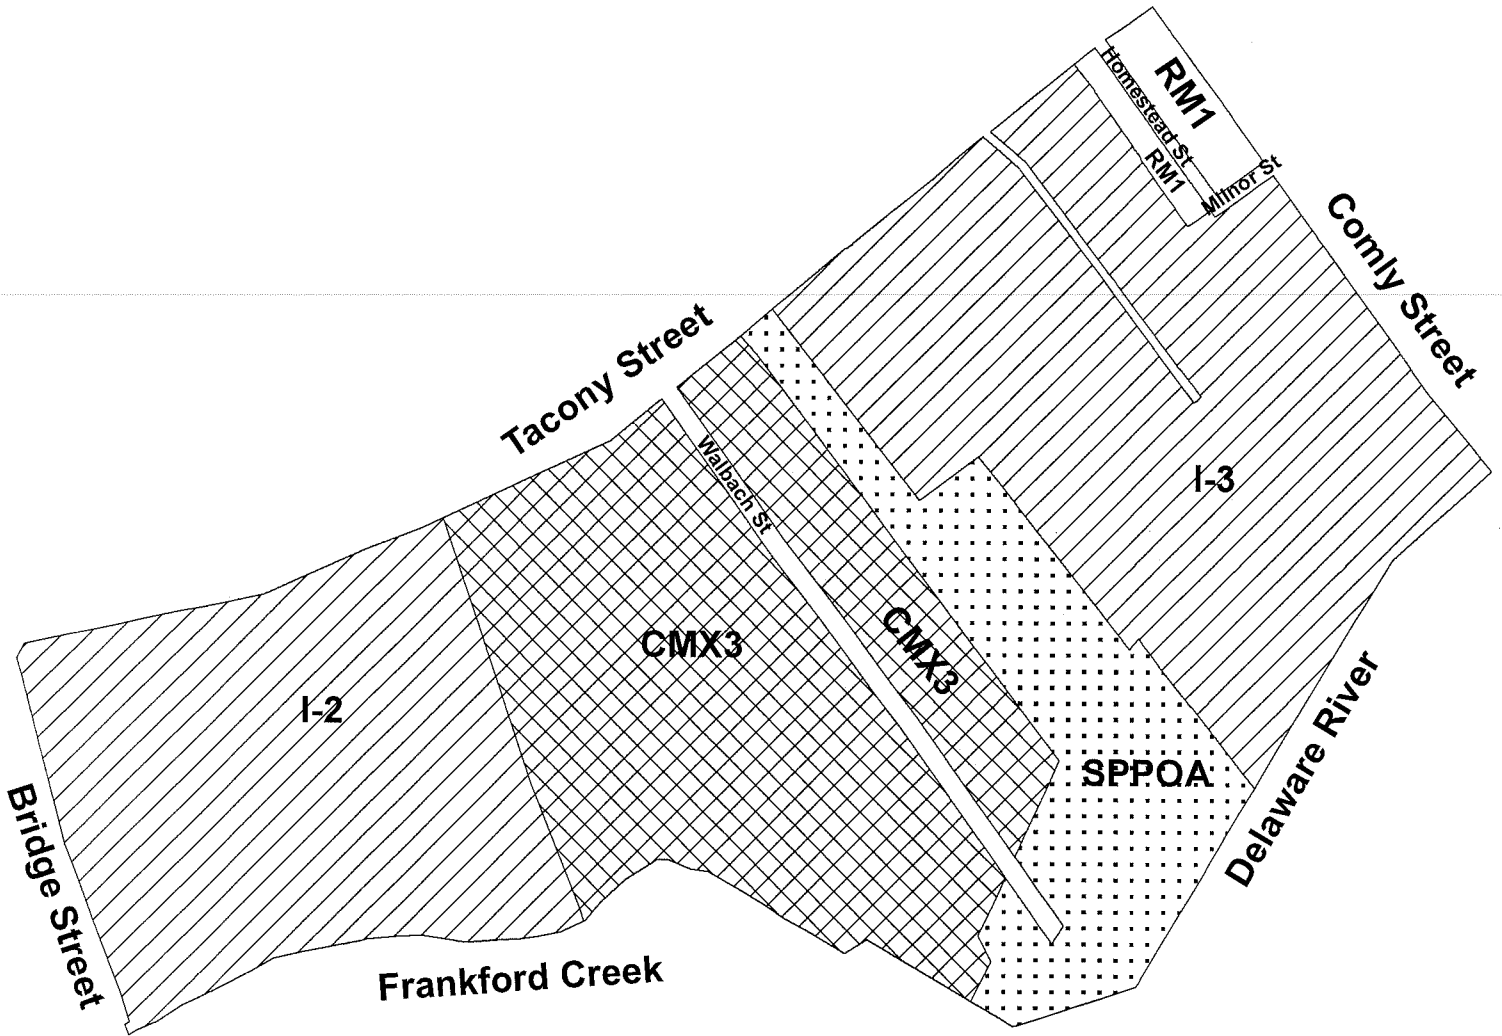 RM1
Homestead St
RM1
Milnor St
Comly Street
Tacony Street
Walbach St
I-3
CMX3
CMX3
I-2
SPPOA
Delaware River
Bridge Street
Frankford Creek